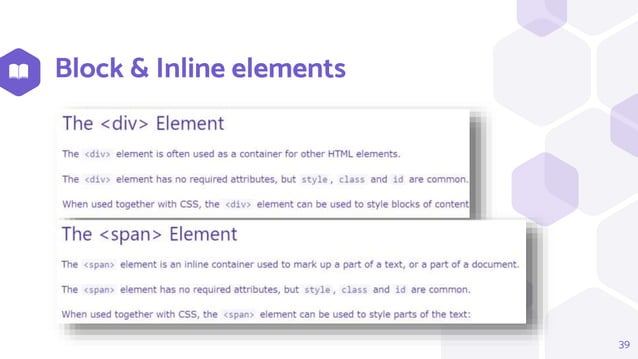 Block & Inline elements
The <div> Element
The <div> element is often used as a container for other HTML elements.
The <div> element has no required attributes, but style, class and id are common.
When used together with CSS, the <div> element can be used to style blocks of content
The <span> Element
The <span> element is an inline container used to mark up a part of a text, or a part of a document.
The <span> element has no required attributes, but style, class and id are common.
When used together with CSS, the <span> element can be used to style parts of the text:
39